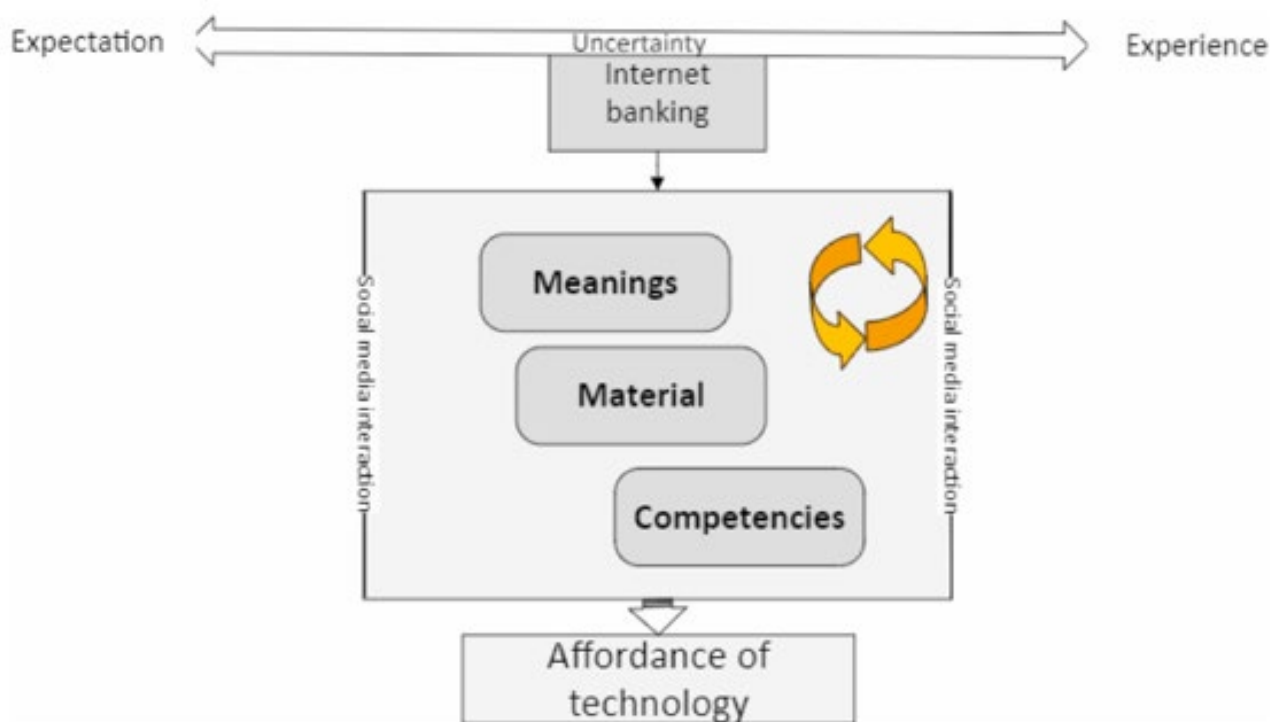 Expectation
Uncertainty
Experience
Internet
banking
Social media interaction
Meanings
Material
Competencies
Social media interaction
Affordance of
technology